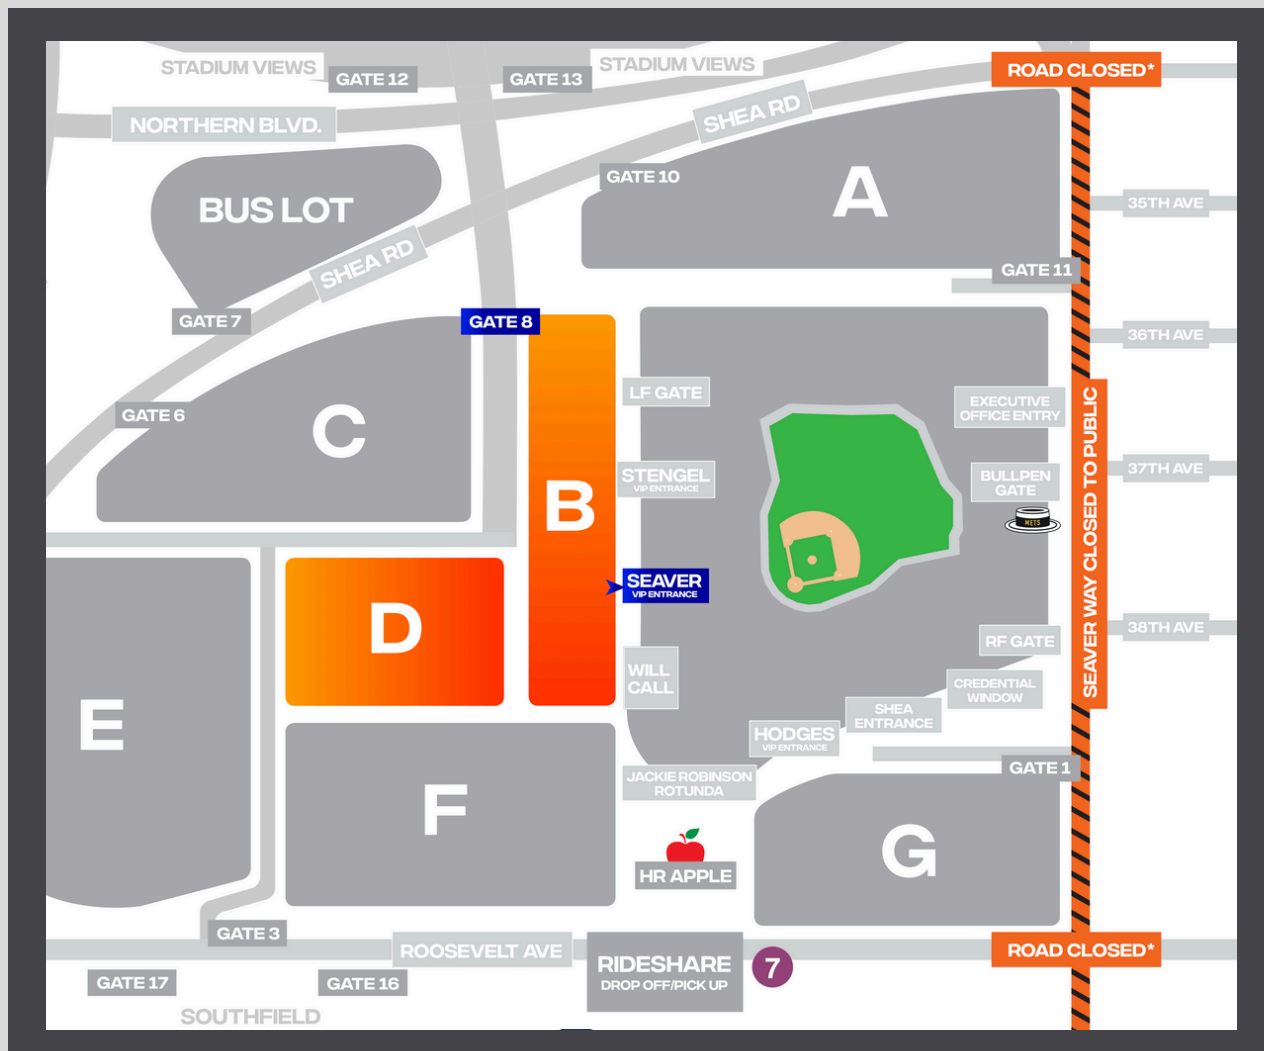 STADIUM VIEWS
GATE 12
GATE 13
STADIUM VIEWS
ROAD CLOSED*
NORTHERN BLVD.
SHEA RD
GATE 10
A
BUS LOT
35TH AVE
SHEA RD
GATE 11
GATE 7
GATE 8
36TH AVE
LF GATE
EXECUTIVE
OFFICE ENTRY
GATE 6
C
STENGEL
VIP ENTRANCE
BULLPEN
GATE
37TH AVE
B
METS
SEAVER WAY CLOSED TO PUBLIC
SEAVER
VIP ENTRANCE
D
38TH AVE
RF GATE
WILL
CALL
CREDENTIAL
WINDOW
E
SHEA
ENTRANCE
HODGES
VIP ENTRANCE
GATE 1
JACKIE ROBINSON
ROTUNDA
F
G
HR APPLE
GATE 3
ROOSEVELT AVE
ROAD CLOSED*
RIDESHARE
DROP OFF/PICK UP
7
GATE 17
GATE 16
SOUTHFIELD